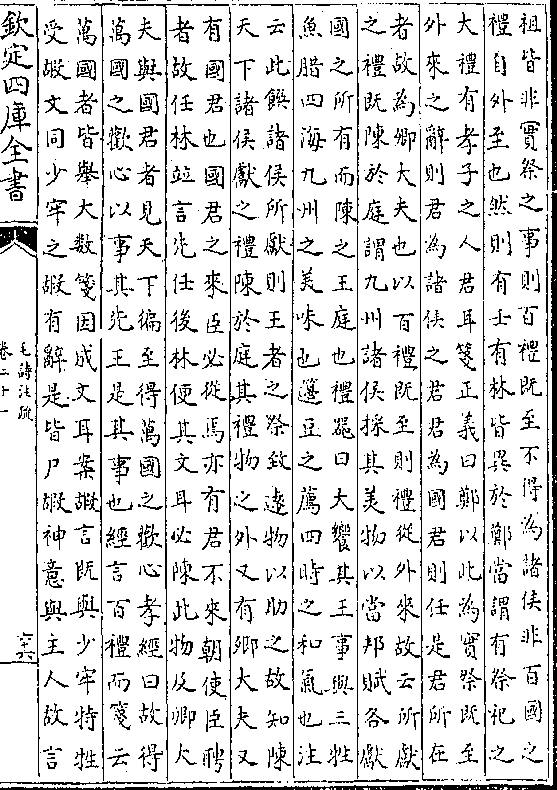 祖皆非實祭之事則百禮既至不得為諸侯非百國之
禮自外至也然則有壬有林皆異於鄭當謂有祭祀之
大禮有孝子之人君耳箋正義曰鄭以此為實祭既至
外來之辭則君為諸侯之君君為國君則任是君所在
者故為卿大夫也以百禮既至則禮從外來故云所獻
之禮既陳於庭謂九州諸侯採其美物以當邦賦各獻
國之所有而陳之王庭也禮器曰大饗其王事與三牲
魚腊四海九州之美味也籩豆之薦四時之和氣也注
云此饌諸侯所獻則王者之祭致遠物以助之故知陳
天下諸侯獻之禮陳於庭其禮物之外又有卿大夫又
有國君也國君之來臣必從焉亦有君不來朝使臣聘
者故任林竝言先任後林便其文耳必陳此物及卿大
夫與國君者見天下徧至得萬國之歡心孝經曰故得
萬國之歡心以事其先王是其事也經言百禮而箋云
萬國者皆舉大數箋因成文耳案嘏言既與少牢特牲
受嘏文同少牢之嘏有辭是皆尸嘏神意與主人故言
欽定四庫全書
毛詩注疏
卷二十一